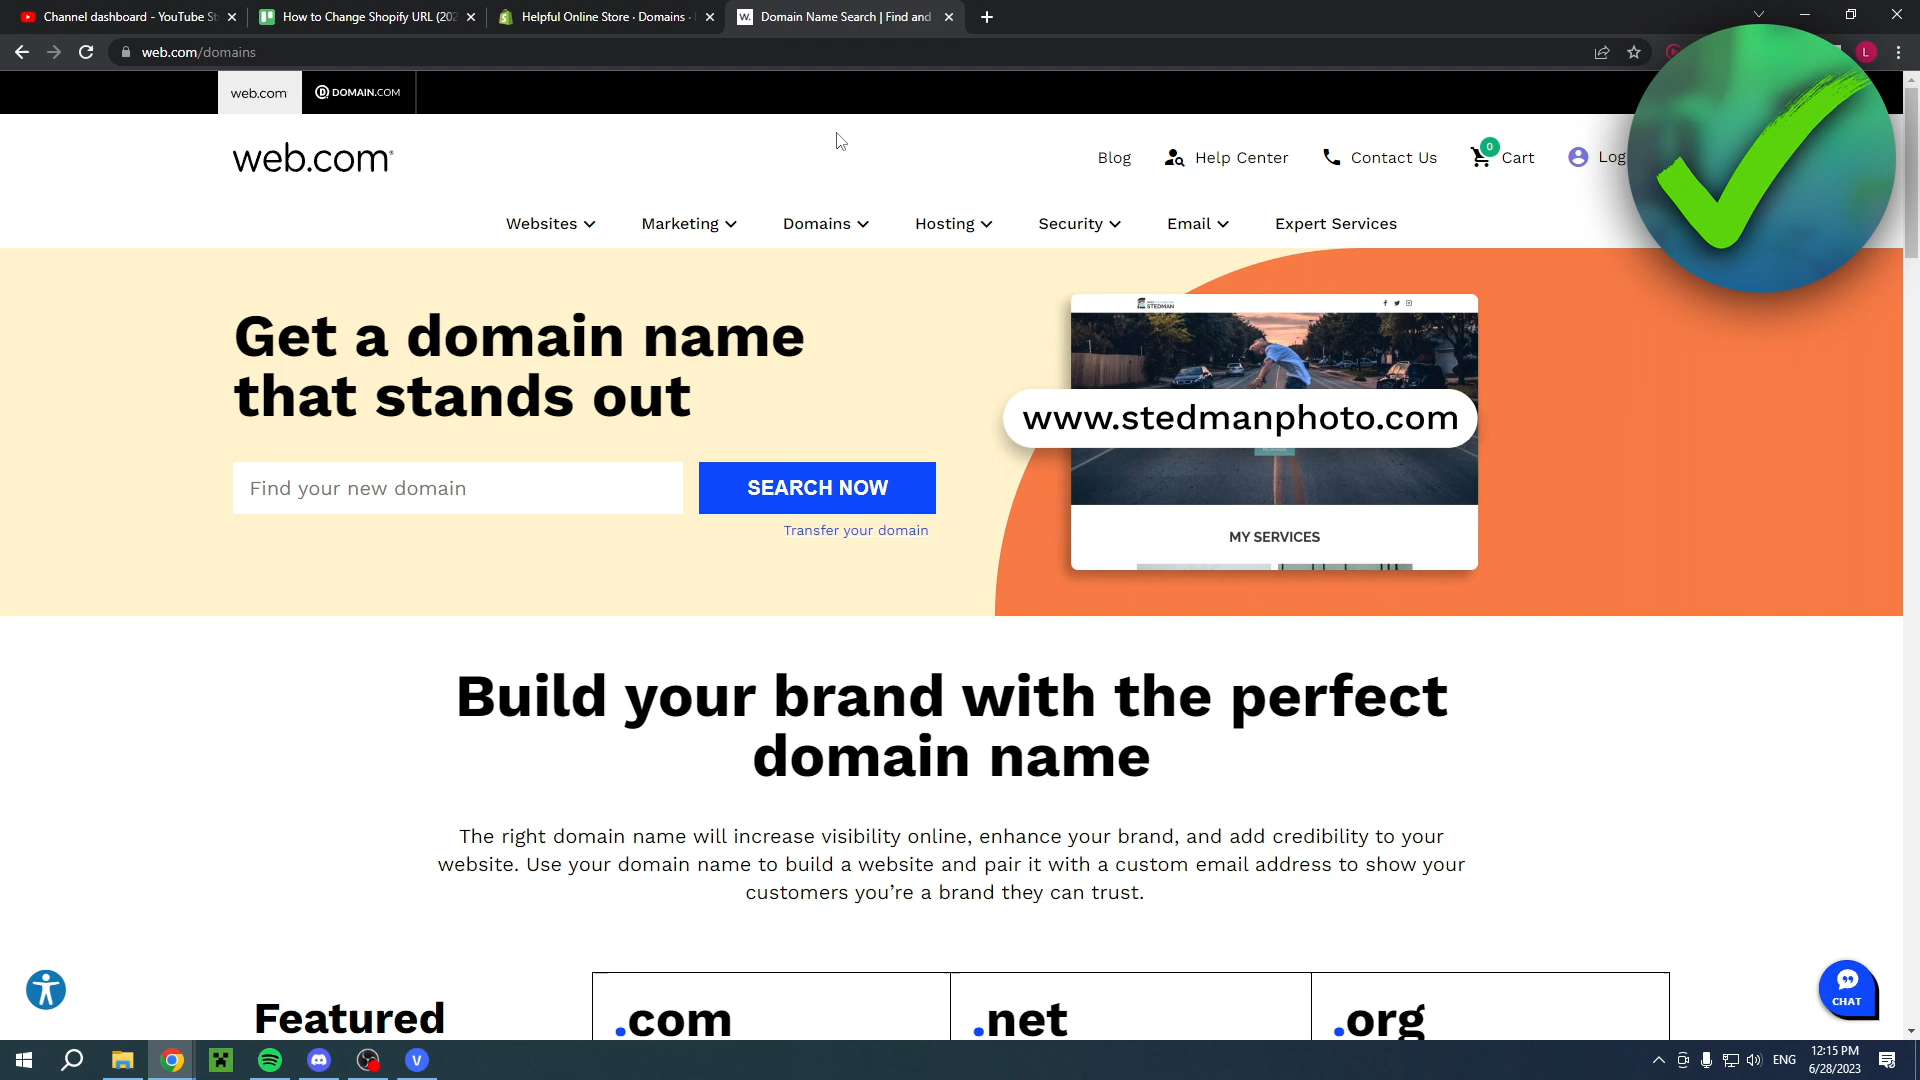 Channel dashboard - YouTube St
How to Change Shopify URL (202
Helpful Online Store · Domains ·
W. Domain Name Search | Find and
web.com/domains
L
web.com
DOMAIN.COM
web.com
Blog
Help Center
Contact Us
0
Cart
Log
Websites
Marketing
Domains
Hosting
Security
Email
Expert Services
Get a domain name
that stands out
Find your new domain
SEARCH NOW
Transfer your domain
STEDMAN
www.stedmanphoto.com
MY SERVICES
Build your brand with the perfect
domain name
The right domain name will increase visibility online, enhance your brand, and add credibility to your
website. Use your domain name to build a website and pair it with a custom email address to show your
customers you’re a brand they can trust.
Featured
.com
.net
.org
CHAT
V
ENG
12:15 PM
6/28/2023